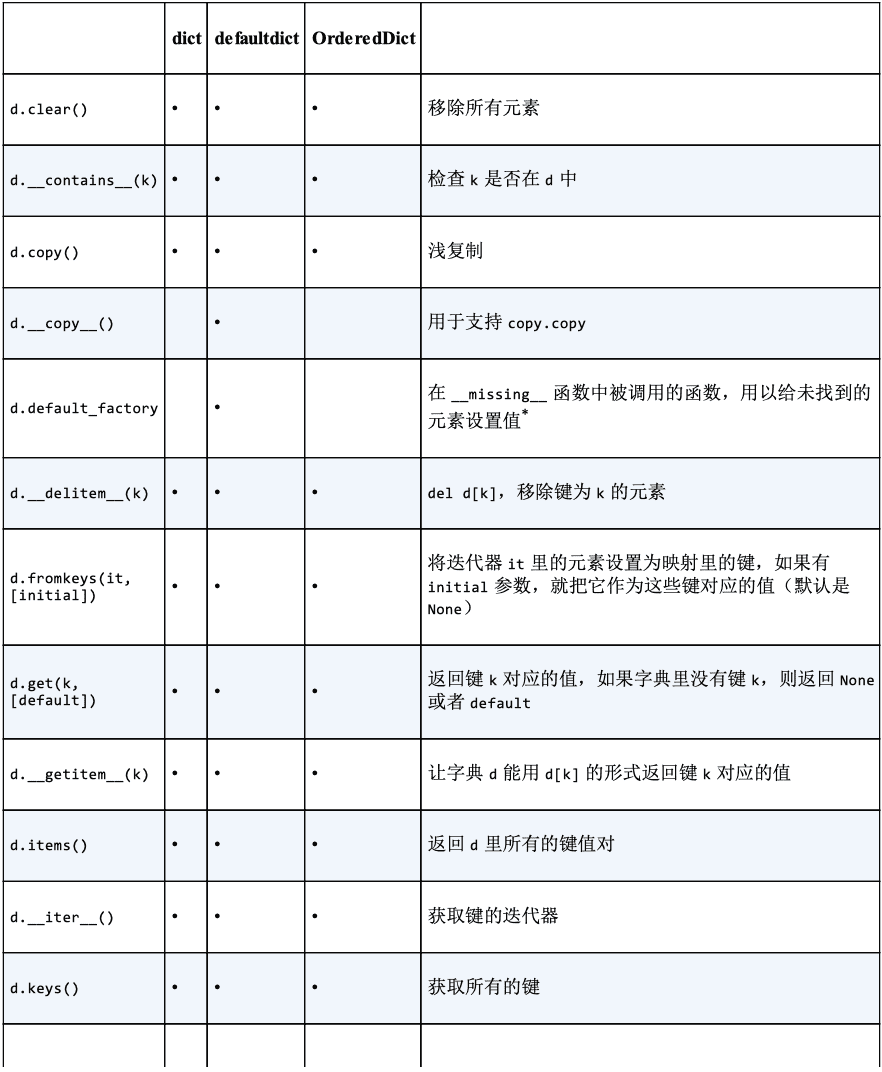 dict defaultdict OrderedDict
d.clear() • • • 移除所有元素
d.__contains__(k) • • • 检查 k 是否在 d 中
d.copy() • • • 浅复制
d.__copy__() • 用于支持 copy.copy
d.default_factory • 在 __missing__ 函数中被调用的函数，用以给未找到的
元素设置值*
d.__delitem__(k) • • • del d[k]，移除键为 k 的元素
d.fromkeys(it,
[initial]) • • • 将迭代器 it 里的元素设置为映射里的键，如果有
initial 参数，就把它作为这些键对应的值（默认是
None）
d.get(k,
[default]) • • • 返回键 k 对应的值，如果字典里没有键 k，则返回 None
或者 default
d.__getitem__(k) • • • 让字典 d 能用 d[k] 的形式返回键 k 对应的值
d.items() • • • 返回 d 里所有的键值对
d.__iter__() • • • 获取键的迭代器
d.keys() • • • 获取所有的键